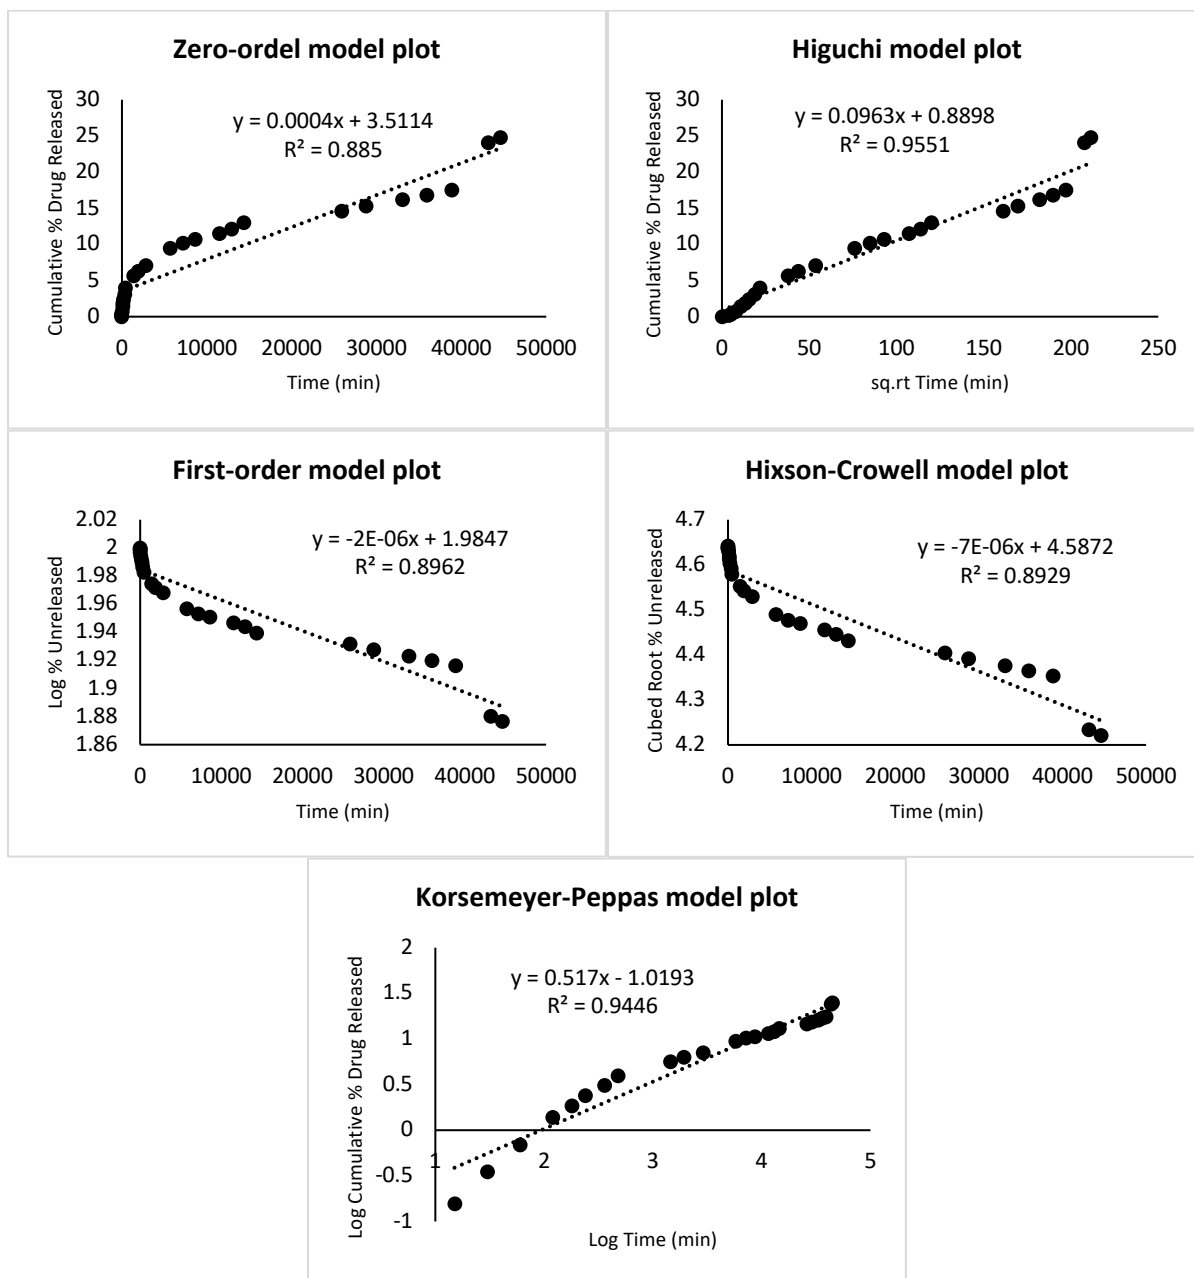 Zero-ordel model plot
Cumulative % Drug Released
30
25
20
15
10
5
0
y = 0.0004x + 3.5114
R² = 0.885
0 10000 20000 30000 40000 50000
Time (min)
Higuchi model plot
Cumulative % Drug Released
30
25
20
15
10
5
0
y = 0.0963x + 0.8898
R² = 0.9551
0 50 100 150 200 250
sq.rt Time (min)
First-order model plot
Log % Unreleased
2.02
2
1.98
1.96
1.94
1.92
1.9
1.88
1.86
y = -2E-06x + 1.9847
R² = 0.8962
0 10000 20000 30000 40000 50000
Time (min)
Hixson-Crowell model plot
Cubed Root % Unreleased
4.7
4.6
4.5
4.4
4.3
4.2
y = -7E-06x + 4.5872
R² = 0.8929
0 10000 20000 30000 40000 50000
Time (min)
Korsemeyer-Peppas model plot
Log Cumulative % Drug Released
2
1.5
1
0.5
0
-0.5
-1
y = 0.517x - 1.0193
R² = 0.9446
1 2 3 4 5
Log Time (min)